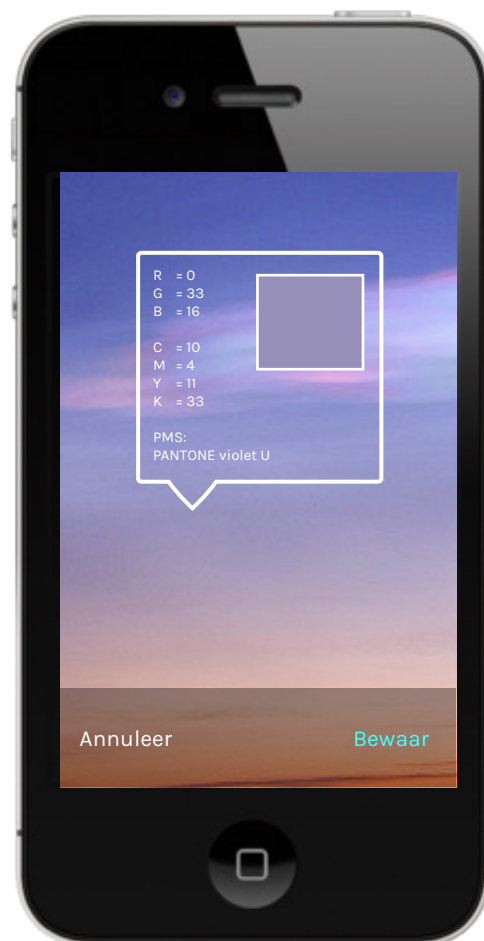 R = 0
G = 33
B = 16
C = 10
M = 4
Y = 11
K = 33
PMS:
PANTONE violet U
Annuleer
Bewaar